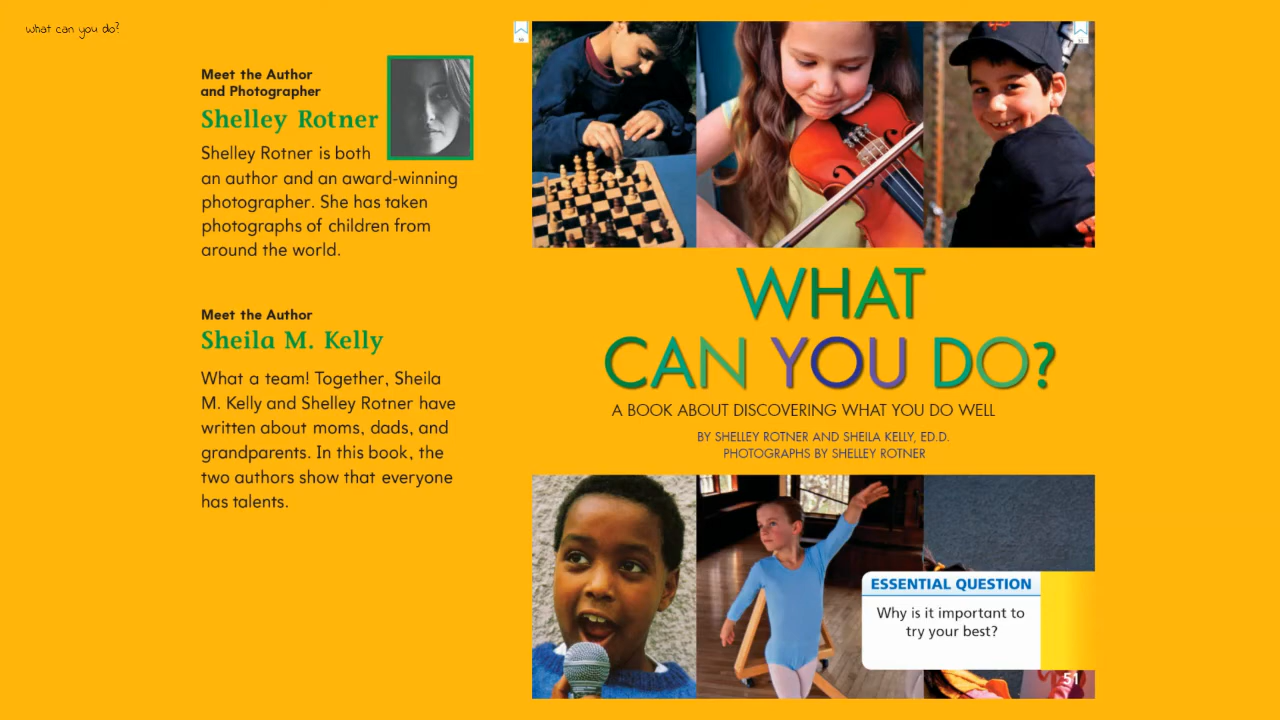 what can you do?
Meet the Author
and Photographer
Shelley Rotner
Shelley Rotner is both
an author and an award-winning
photographer. She has taken
photographs of children from
around the world.
Meet the Author
Sheila M. Kelly
What a team! Together, Sheila
M. Kelly and Shelley Rotner have
written about moms, dads, and
grandparents. In this book, the
two authors show that everyone
has talents.
WHAT
CAN YOU DO?
A BOOK ABOUT DISCOVERING WHAT YOU DO WELL
BY SHELLEY ROTNER AND SHEILA KELLY, ED.D.
PHOTOGRAPHS BY SHELLEY ROTNER
ESSENTIAL QUESTION
Why is it important to
try your best?
51